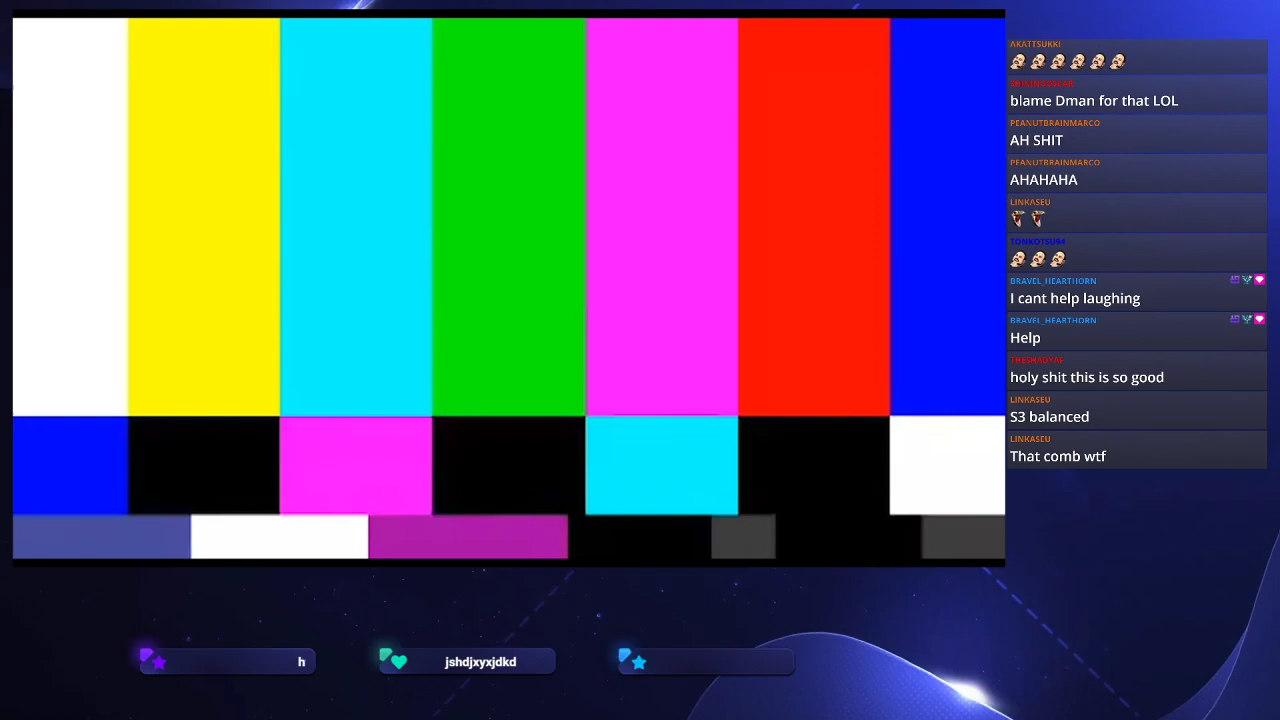 AKATTSUKKI
blame Dman for that LOL
PEANUTBRAINMARCO
AH SHIT
PEANUTBRAINMARCO
AHAHAHA
LINKASEU
TONKOTSU94
BRAVEL_HEARTHORN
I cant help laughing
BRAVEL_HEARTHORN
Help
holy shit this is so good
LINKASEU
S3 balanced
LINKASEU
That comb wtf
h
jshdjxyxjdkd